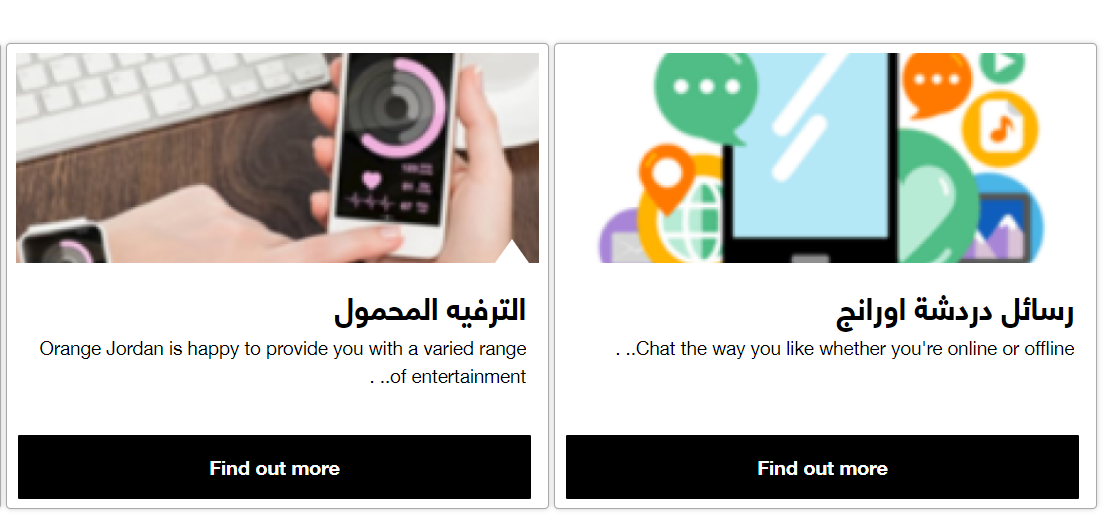 رسائل دردشة اورانج
. ..Chat the way you like whether you're online or offline
Find out more
الترفيه المحمول
Orange Jordan is happy to provide you with a varied range
. ..of entertainment
Find out more